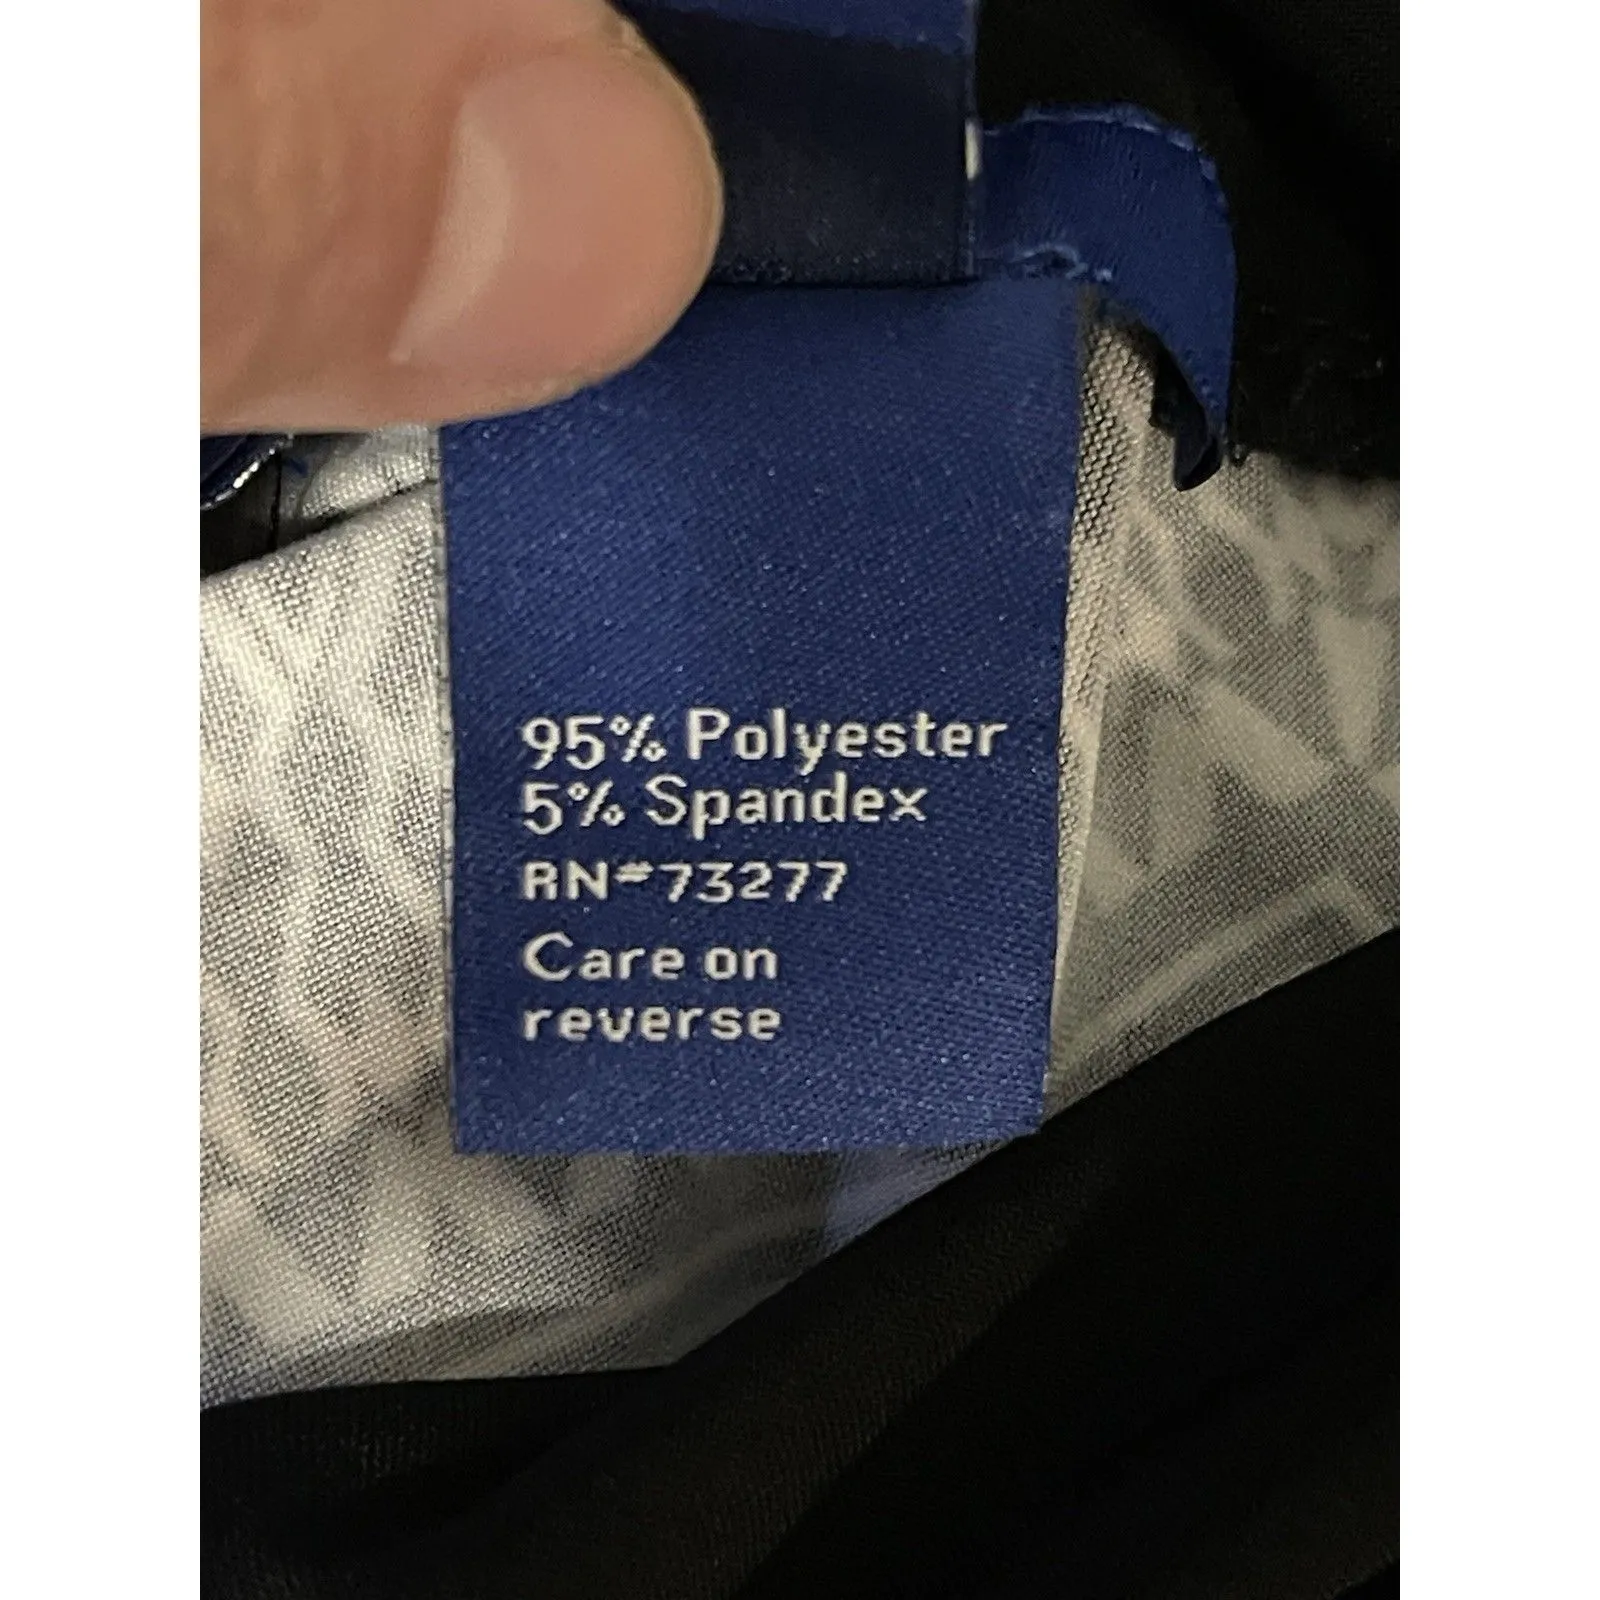 95% Polyester
5% Spandex
RN#73277
Care on
reverse